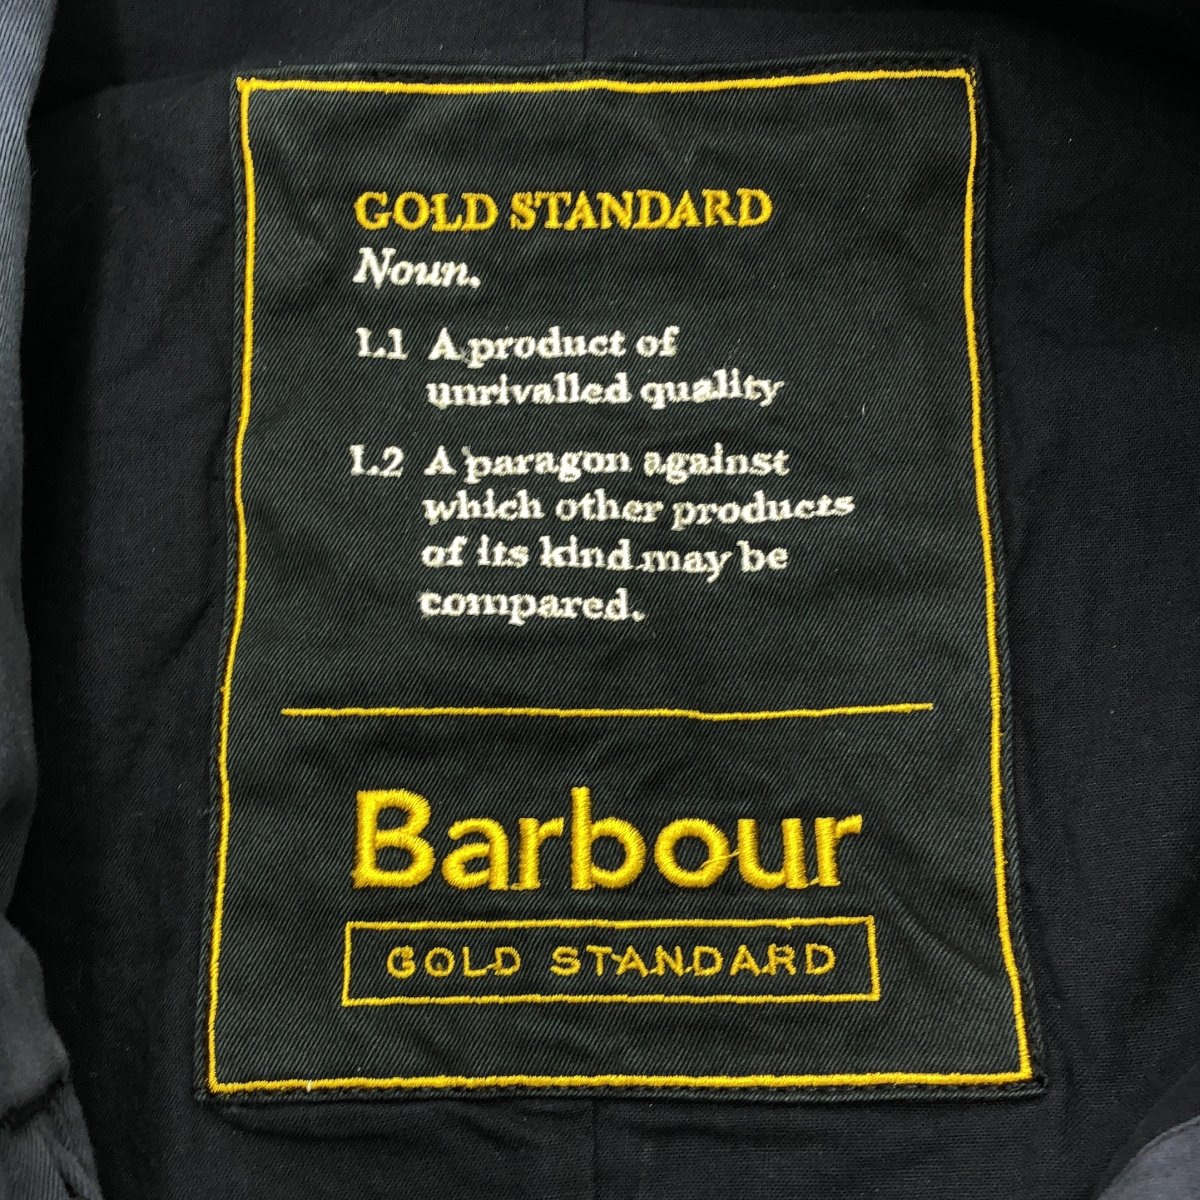 GOLD STANDARD
Noun.
1.1 A product of
unrivalled quality
1.2 A paragon against
which other products
of its kind may be
compared.
Barbour
GOLD STANDARD